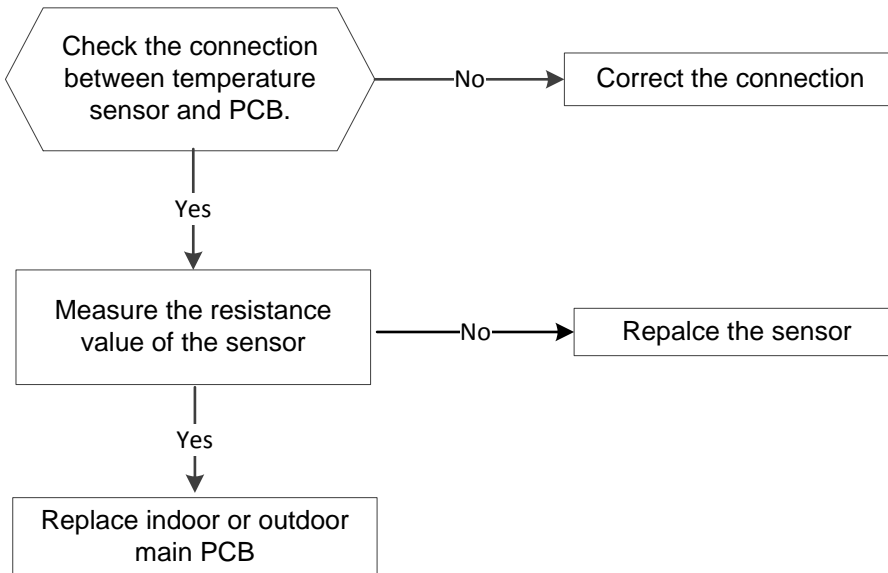 Check the connection
between temperature
sensor and PCB.
No
Correct the connection
Yes
Measure the resistance
value of the sensor
No
Repalce the sensor
Yes
Replace indoor or outdoor
main PCB